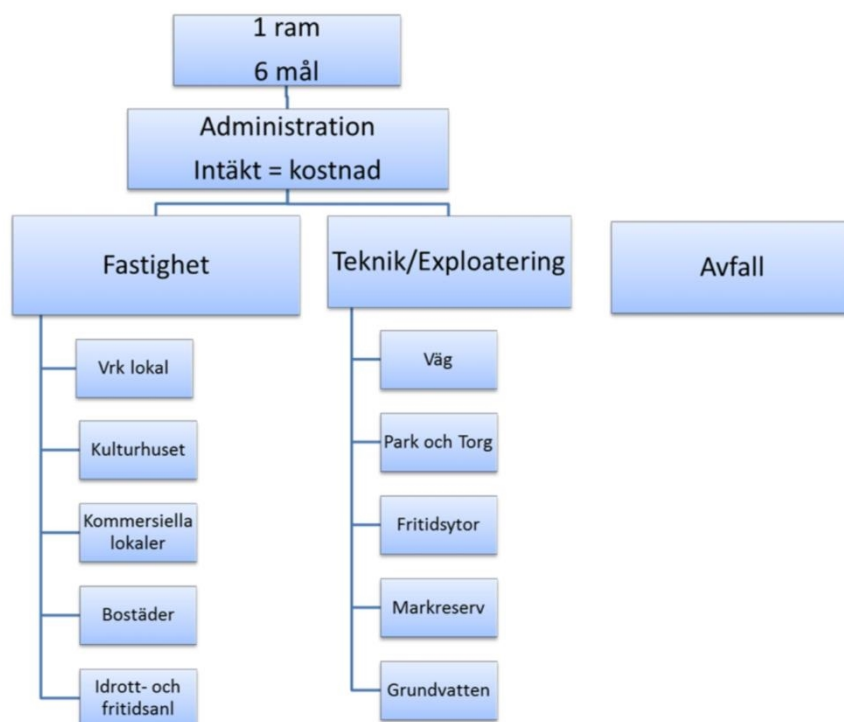 1 ram
6 mål
Administration
Intäkt = kostnad
Fastighet
Teknik/Exploatering
Avfall
Vrk lokal
Kulturhuset
Kommersiella
lokaler
Bostäder
Idrott- och
fritidsanl
Väg
Park och Torg
Fritidsytor
Markreserv
Grundvatten